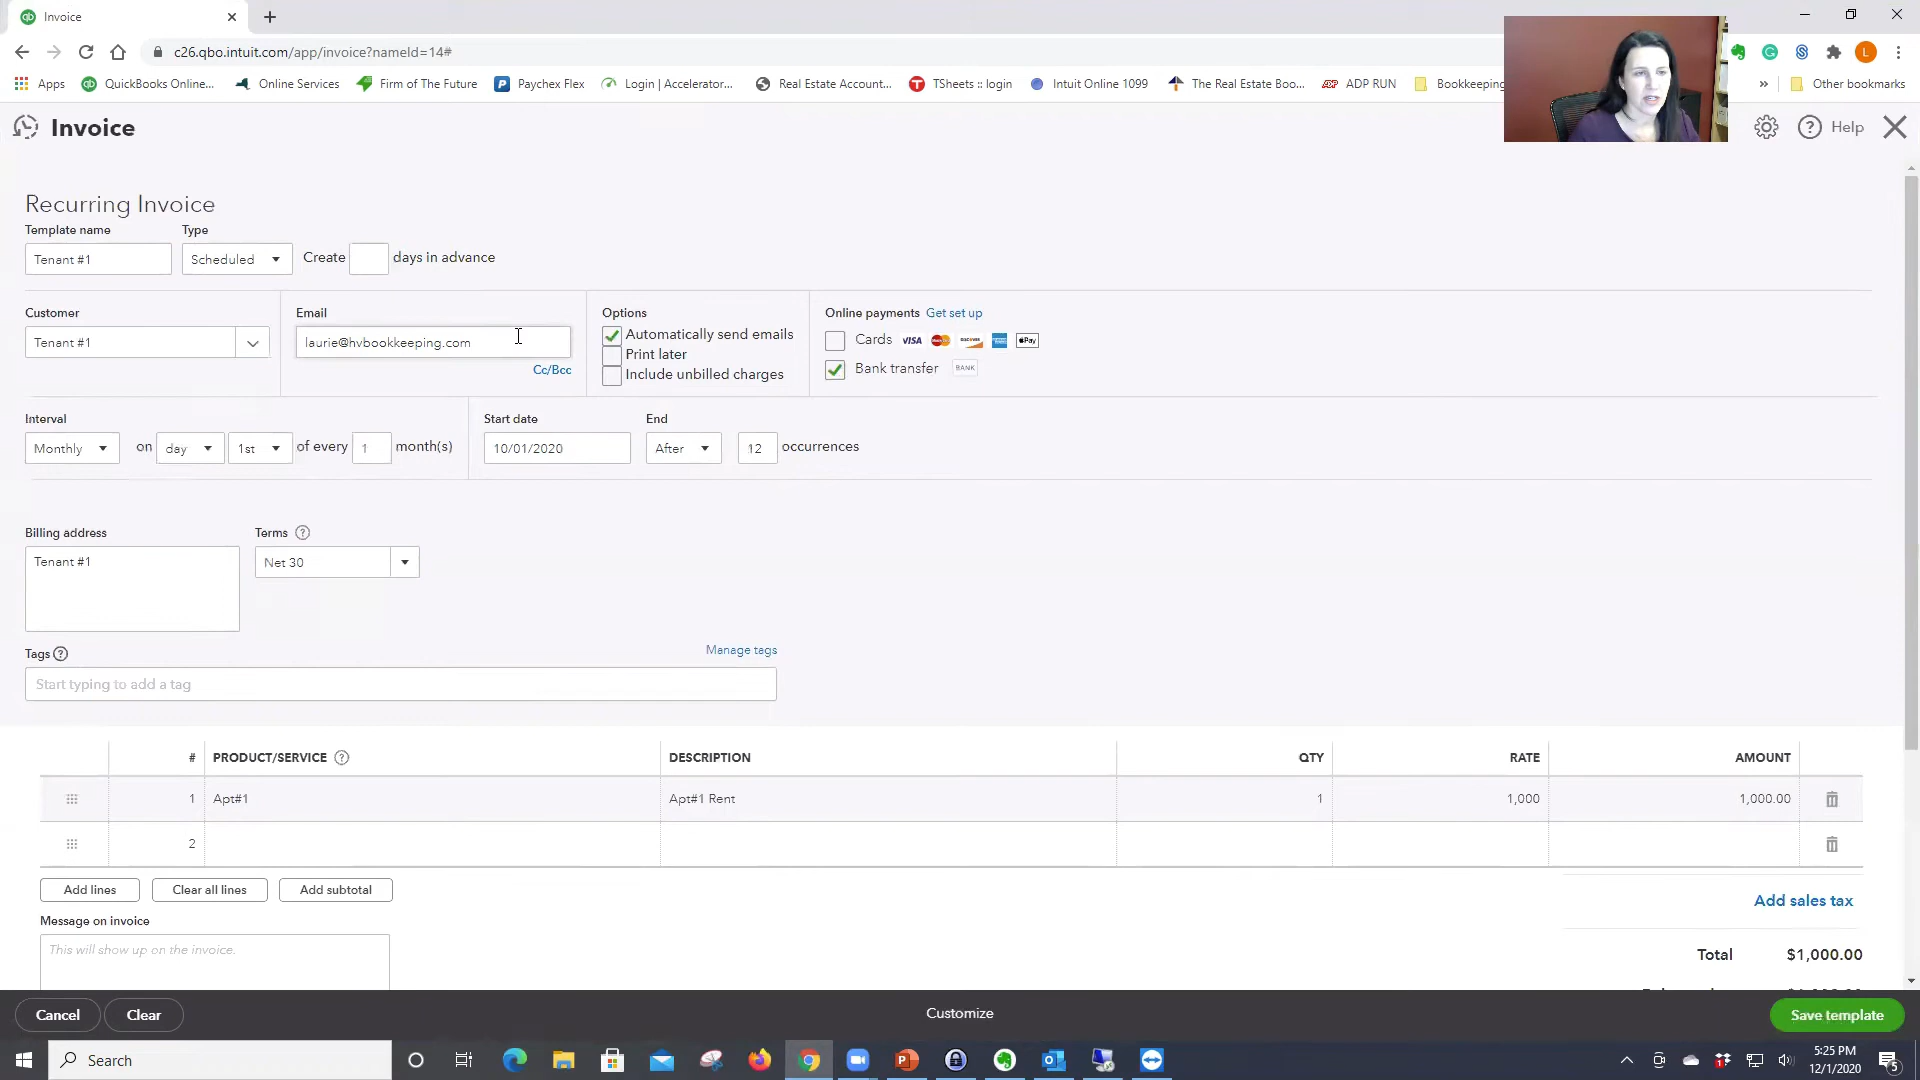 Invoice
c26.qbo.intuit.com/app/invoice?nameId=14#
L
Apps
QuickBooks Online...
Online Services
Firm of The Future
Paychex Flex
Login | Accelerator...
Real Estate Account...
TSheets :: login
Intuit Online 1099
The Real Estate Boo...
ADP RUN
Bookkeeping
»
Other bookmarks
Invoice
Help
Recurring Invoice
Template name
Type
Tenant #1
Scheduled
Create
days in advance
Customer
Email
Options
Online payments Get set up
Tenant #1
laurie@hvbookkeeping.com
Automatically send emails
Print later
Include unbilled charges
Cards
VISA
Pay
Bank transfer
BANK
Cc/Bcc
Interval
Start date
End
Monthly
on
day
1st
of every
1
month(s)
10/01/2020
After
12
occurrences
Billing address
Terms
Tenant #1
Net 30
Tags
Manage tags
Start typing to add a tag
# PRODUCT/SERVICE DESCRIPTION QTY RATE AMOUNT
1 Apt#1 Apt#1 Rent 1 1,000 1,000.00
2
Add lines
Clear all lines
Add subtotal
Add sales tax
Message on invoice
This will show up on the invoice.
Total $1,000.00
Cancel
Clear
Customize
Save template
Search
5:25 PM
12/1/2020
5